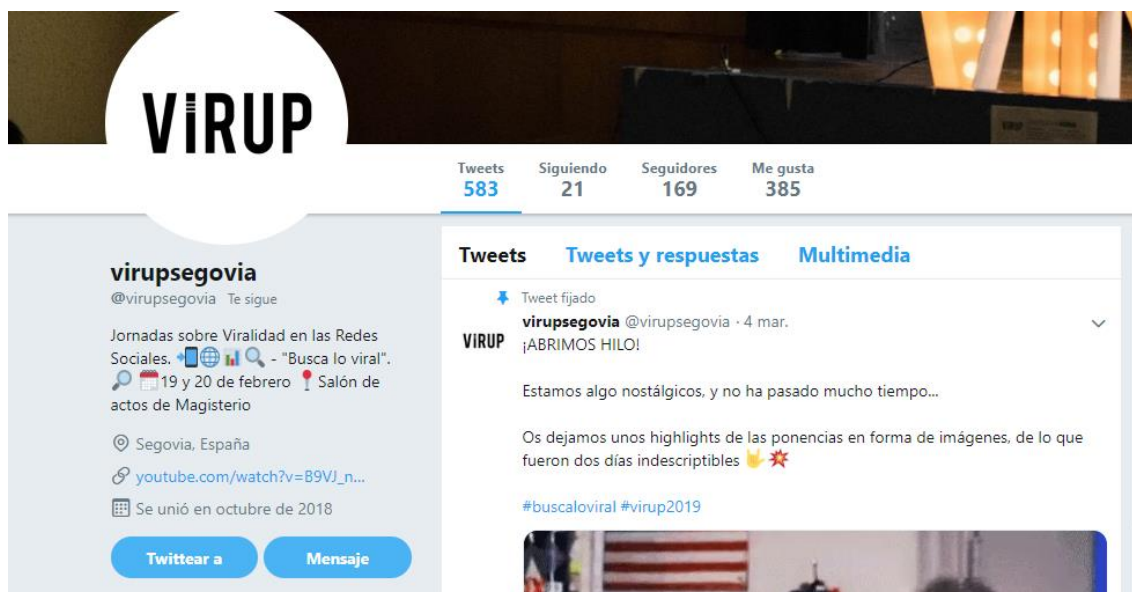 ViRUP
Tweets Siguiendo Seguidores Me gusta
583 21 169 385
virupsegovia
@virupsegovia Te sigue
Jornadas sobre Viralidad en las Redes
Sociales. 📲🌐📊🔍 - "Busca lo viral".
🔎 📅19 y 20 de febrero 📍Salón de
actos de Magisterio
Segovia, España
youtube.com/watch?v=B9VJ_n...
Se unió en octubre de 2018
Twittear a Mensaje
Tweets Tweets y respuestas Multimedia
Tweet fijado
virupsegovia @virupsegovia · 4 mar.
ViRUP
¡ABRIMOS HILO!
Estamos algo nostálgicos, y no ha pasado mucho tiempo...
Os dejamos unos highlights de las ponencias en forma de imágenes, de lo que
fueron dos días indescriptibles 🤟 💥
#buscaloviral #virup2019